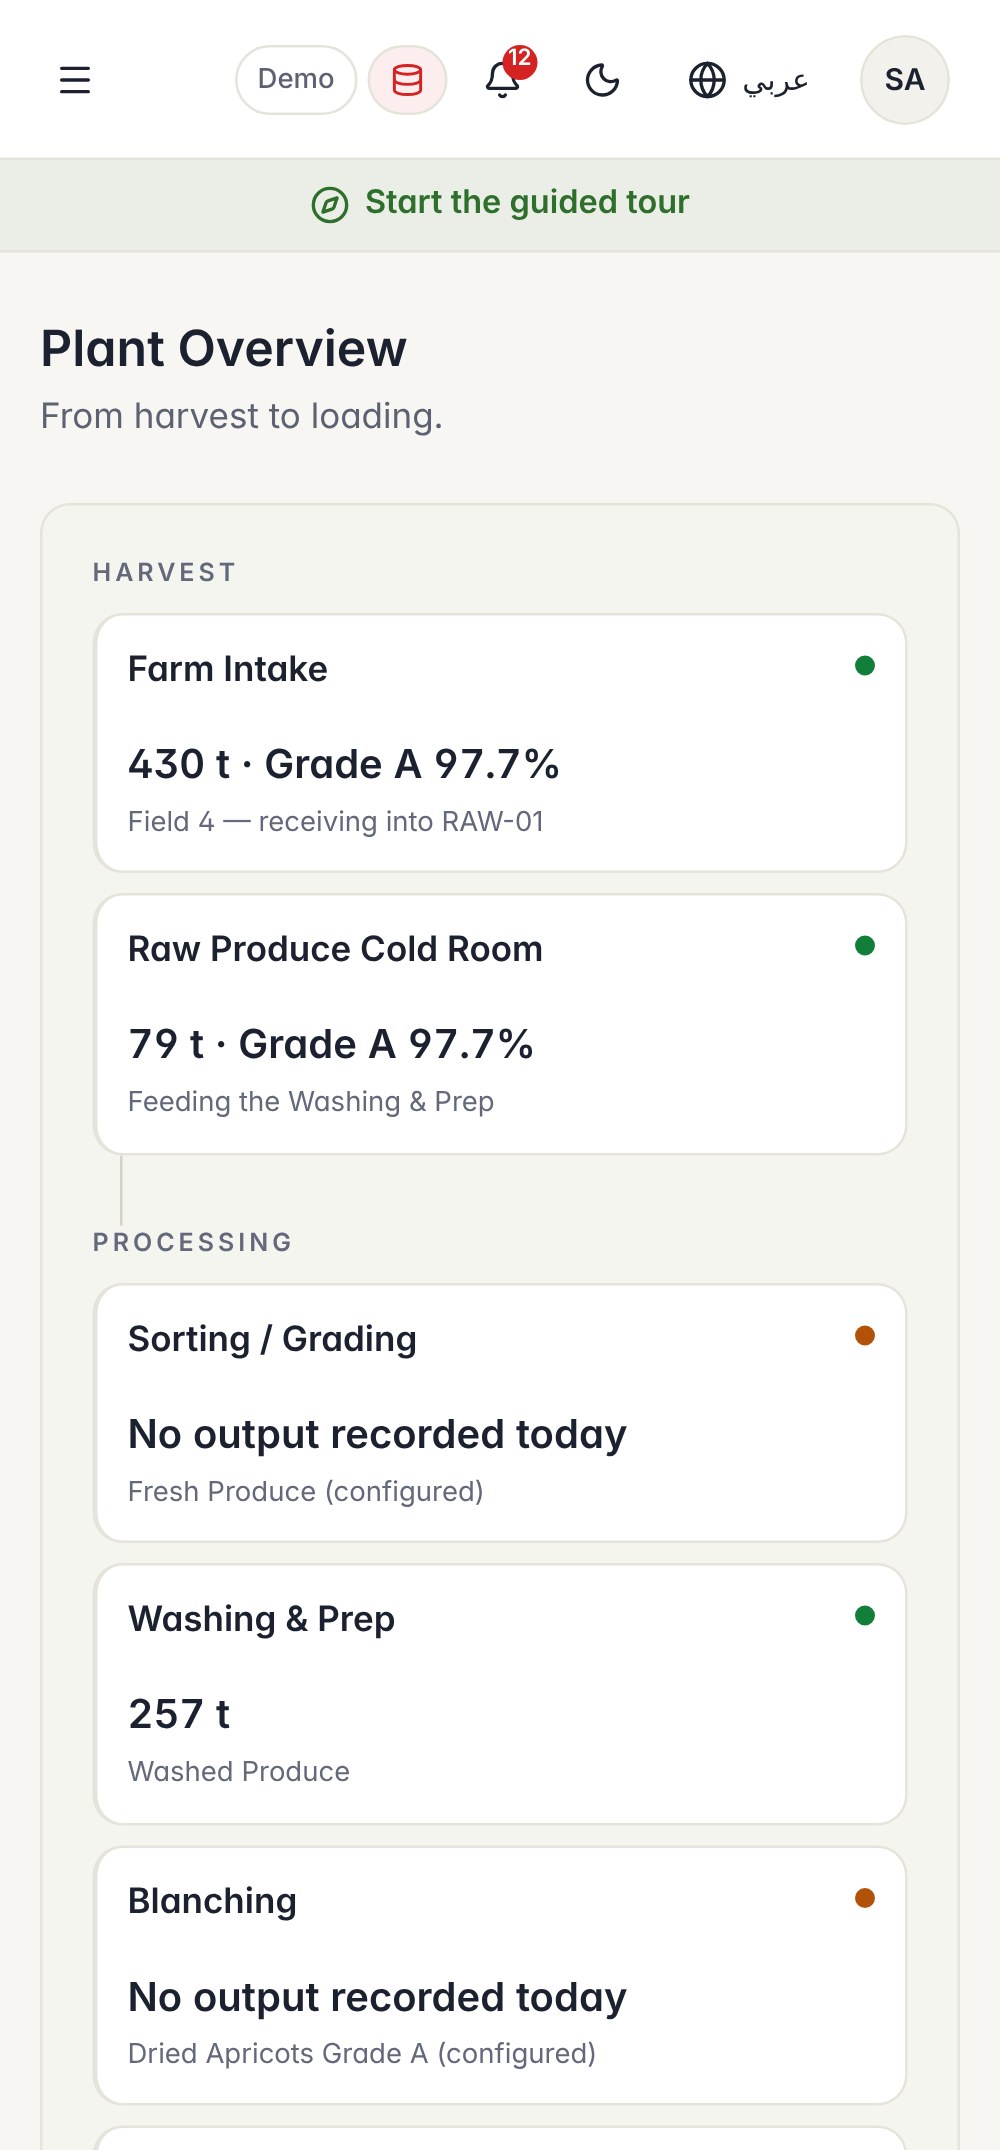 Demo
12
عربي
SA
Start the guided tour
Plant Overview
From harvest to loading.
HARVEST
Farm Intake
430 t · Grade A 97.7%
Field 4 — receiving into RAW-01
Raw Produce Cold Room
79 t · Grade A 97.7%
Feeding the Washing & Prep
PROCESSING
Sorting / Grading
No output recorded today
Fresh Produce (configured)
Washing & Prep
257 t
Washed Produce
Blanching
No output recorded today
Dried Apricots Grade A (configured)